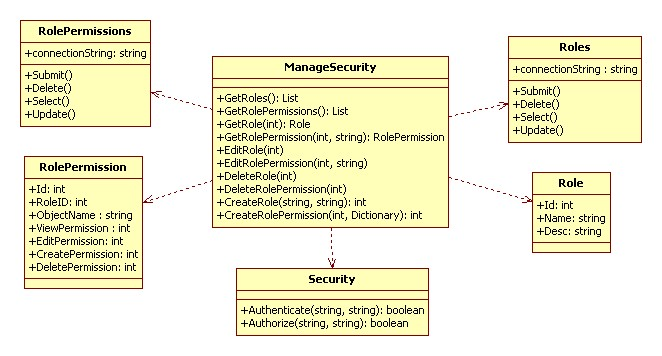 RolePermissions
+connectionString: string
+Submit()
+Delete()
+Select()
+Update()
ManageSecurity
+GetRoles(): List
+GetRolePermissions(): List
+GetRole(int): Role
+GetRolePermission(int, string): RolePermission
+EditRole(int)
+EditRolePermission(int, string)
+DeleteRole(int)
+DeleteRolePermission(int)
+CreateRole(string, string): int
+CreateRolePermission(int, Dictionary): int
Roles
+connectionString : string
+Submit()
+Delete()
+Select()
+Update()
RolePermission
+Id: int
+RoleID: int
+ObjectName : string
+ViewPermission : int
+EditPermission: int
+CreatePermission: int
+DeletePermission: int
Role
+Id: int
+Name: string
+Desc: string
Security
+Authenticate(string, string): boolean
+Authorize(string, string): boolean